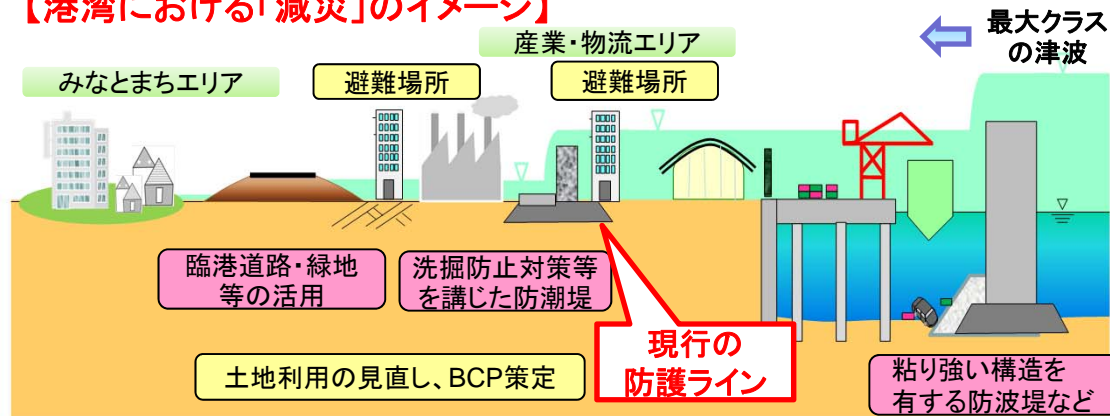 【港湾における「減災」のイメージ】
最大クラス
の津波
産業・物流エリア
みなとまちエリア
避難場所
避難場所
臨港道路・緑地
等の活用
洗掘防止対策等
を講じた防潮堤
現行の
防護ライン
土地利用の見直し、BCP策定
粘り強い構造を
有する防波堤など